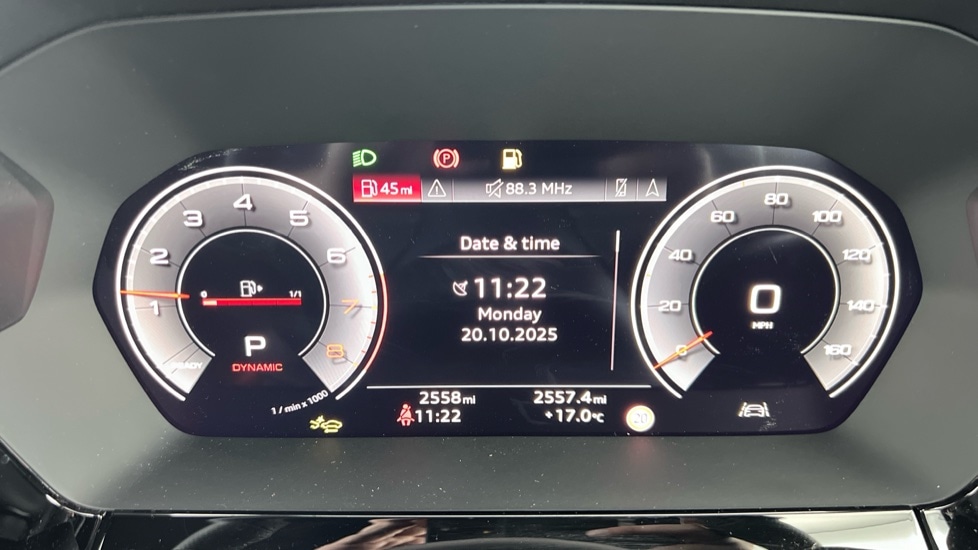 P
45 mi 88.3 MHz
Date & time
11:22
Monday
20.10.2025
1 2 3 4 5 6 7 8
0 1/1
P
DYNAMIC
READY
1 / min x 1000
0 20 40 60 80 100 120 140 160
0
MPH
2558 mi 2557.4 mi
11:22 +17.0°C